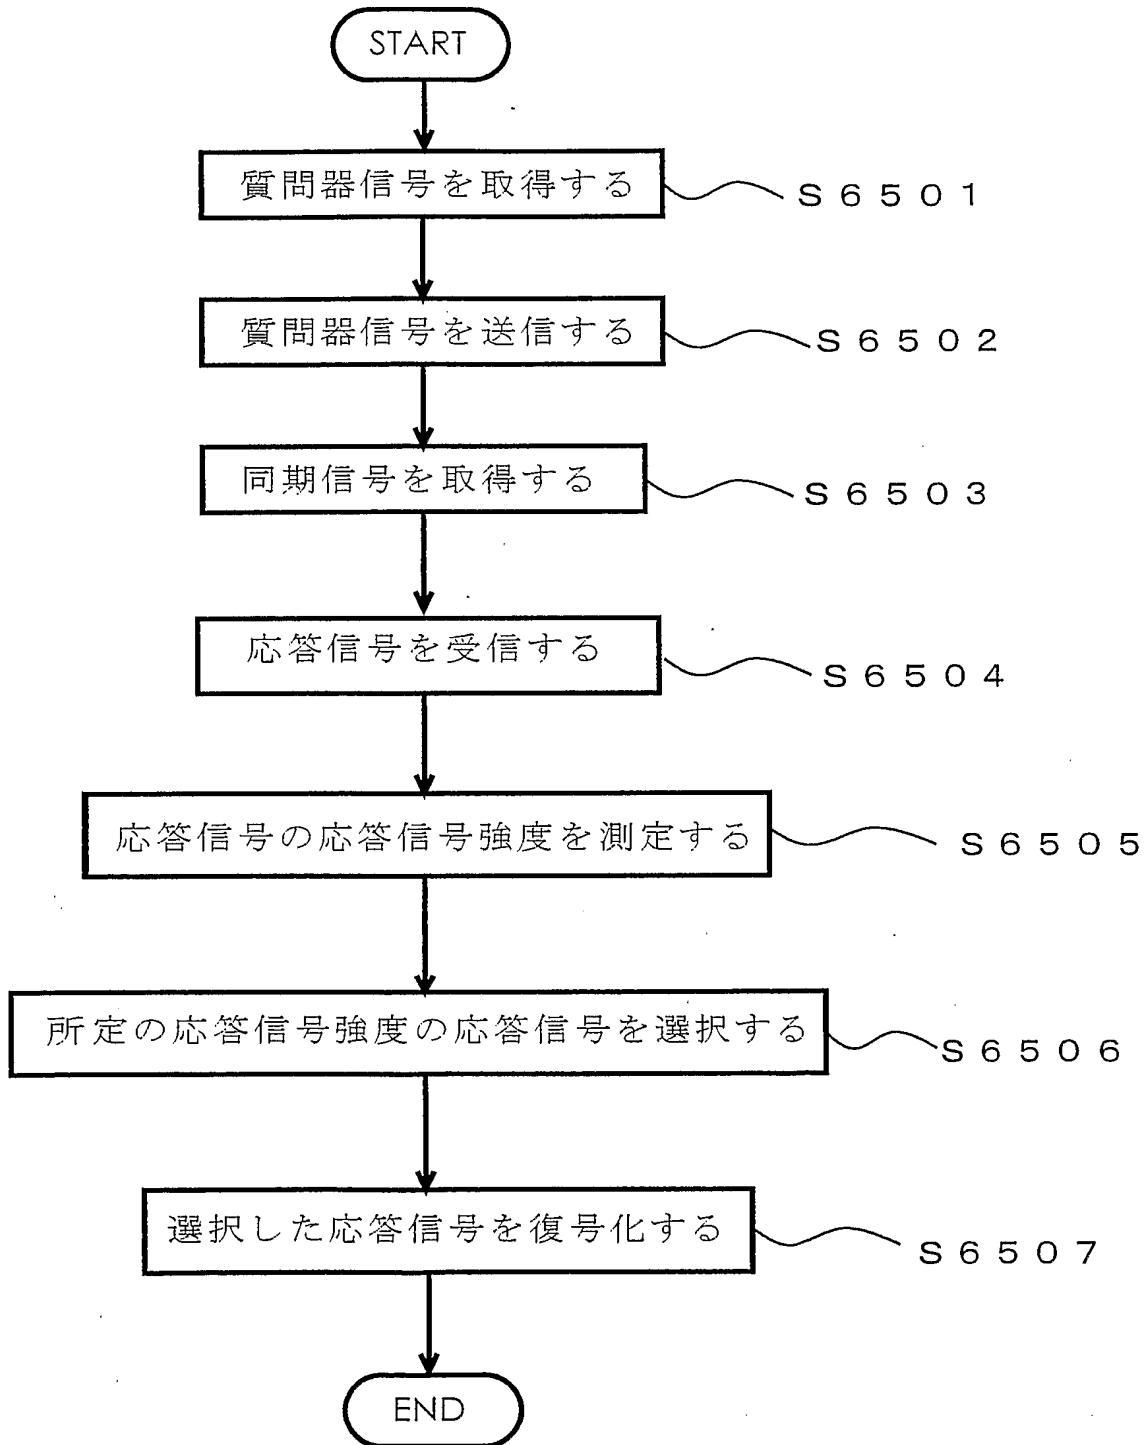 START
質問器信号を取得する
S6501
質問器信号を送信する
S6502
同期信号を取得する
S6503
応答信号を受信する
S6504
応答信号の応答信号強度を測定する
S6505
所定の応答信号強度の応答信号を選択する
S6506
選択した応答信号を復号化する
S6507
END